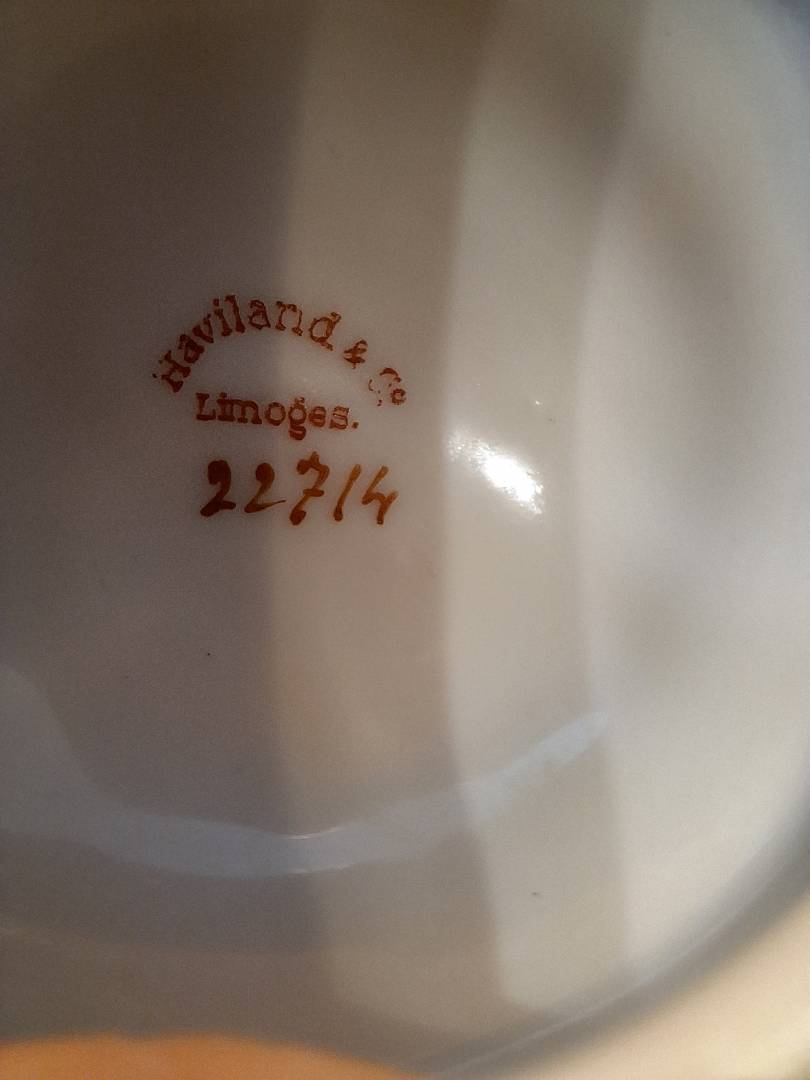 Haviland & Co
Limoges.
22714